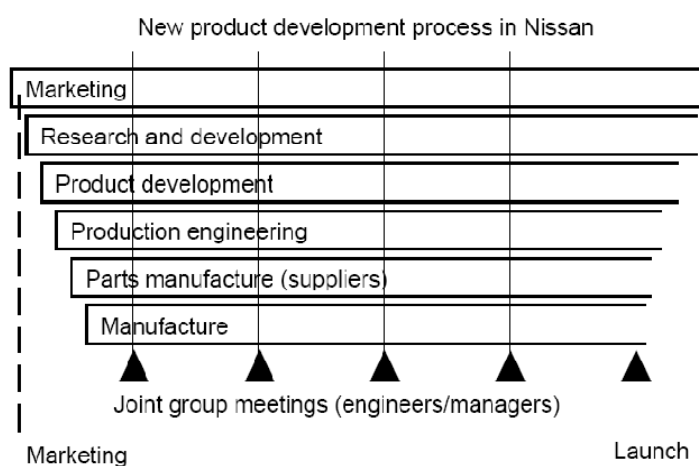 New product development process in Nissan
Marketing
Research and development
Product development
Production engineering
Parts manufacture (suppliers)
Manufacture
Joint group meetings (engineers/managers)
Marketing
Launch